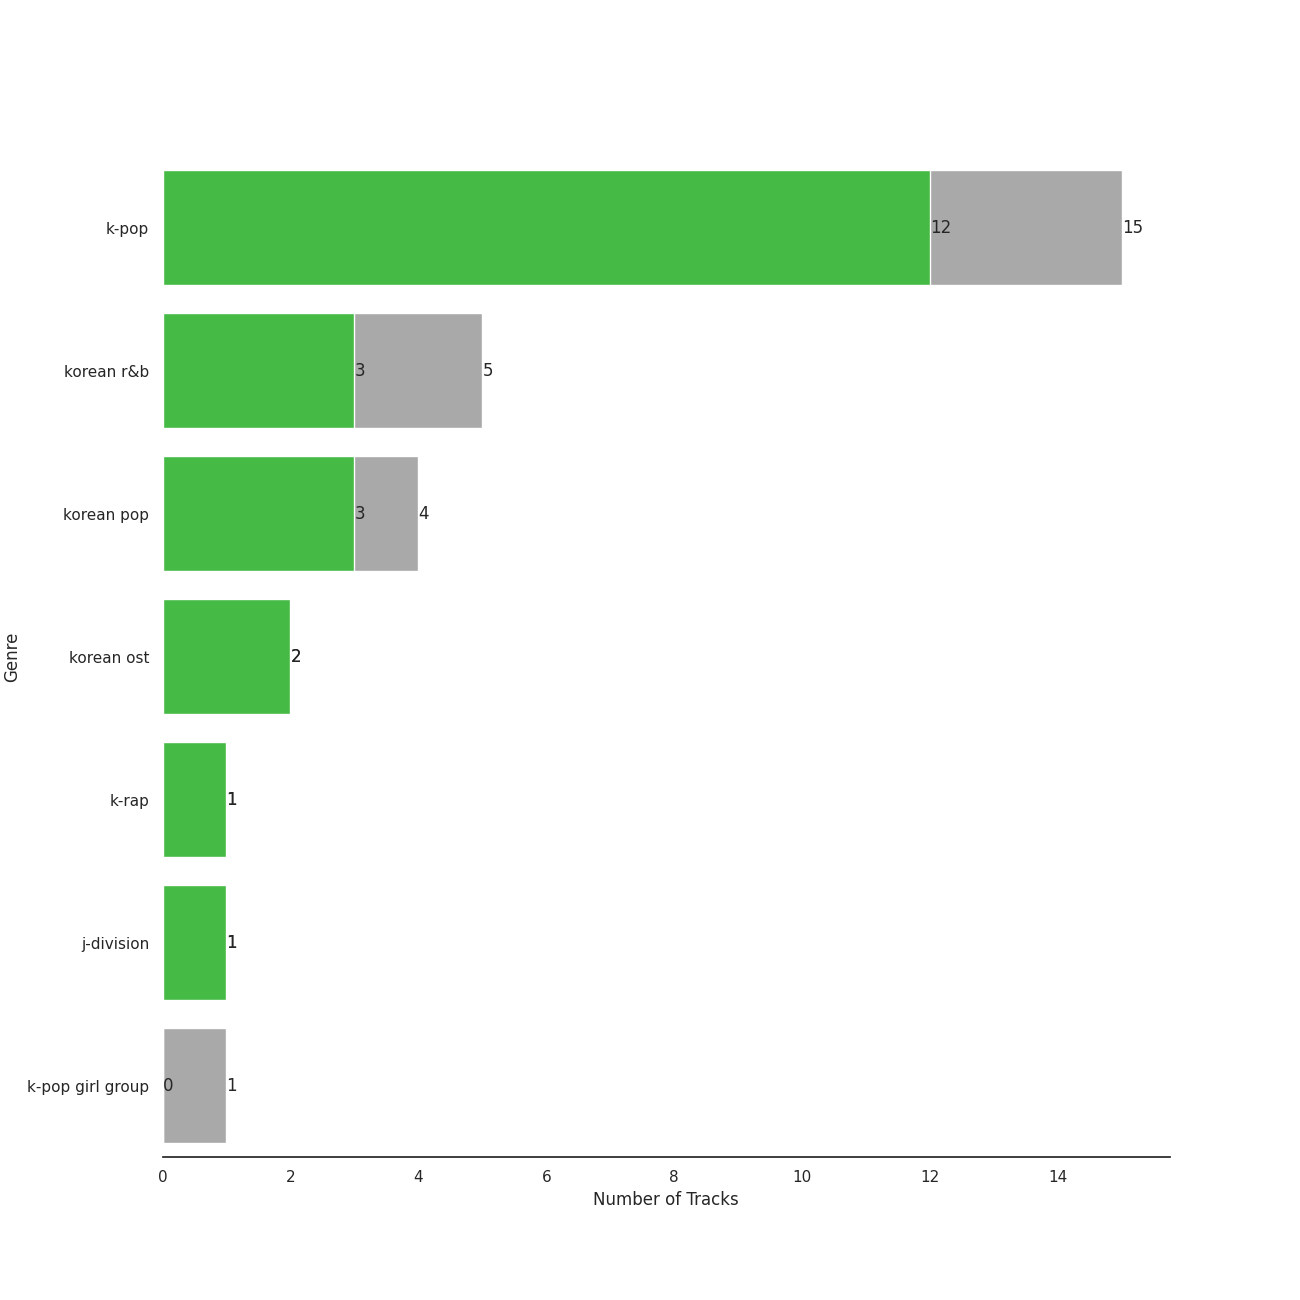 k-pop 12 15
korean r&b 3 5
korean pop 3 4
korean ost 2
k-rap 1
j-division 1
k-pop girl group 0 1
0 2 4 6 8 10 12 14
Number of Tracks
Genre